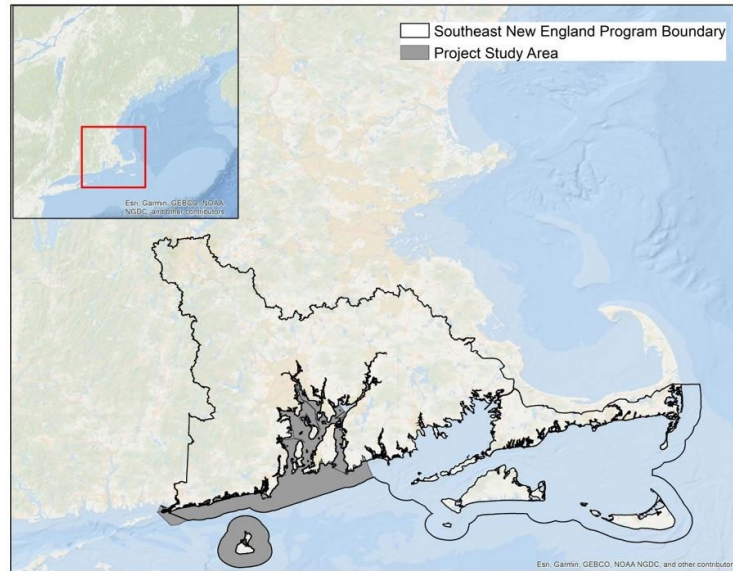 Southeast New England Program Boundary
Project Study Area
Esri, Garmin, GEBCO, NOAA
NGDC, and other contributors
Esri, Garmin, GEBCO, NOAA NGDC, and other contributors